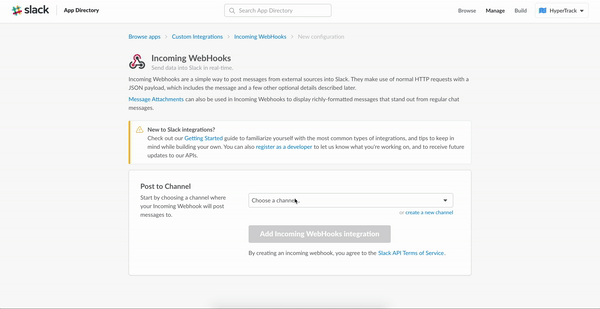 slack
App Directory
Search App Directory
Browse
Manage
Build
HyperTrack
Browse apps
Custom Integrations
Incoming WebHooks
New configuration
Incoming WebHooks
Send data into Slack in real-time.
Incoming Webhooks are a simple way to post messages from external sources into Slack. They make use of normal HTTP requests with a
JSON payload, which includes the message and a few other optional details described later.
Message Attachments can also be used in Incoming Webhooks to display richly-formatted messages that stand out from regular chat
messages.
New to Slack integrations?
Check out our Getting Started guide to familiarize yourself with the most common types of integrations, and tips to keep in
mind while building your own. You can also register as a developer to let us know what you're working on, and to receive future
updates to our APIs.
Post to Channel
Start by choosing a channel where
your Incoming Webhook will post
messages to.
Choose a channel...
or create a new channel
Add Incoming WebHooks integration
By creating an incoming webhook, you agree to the Slack API Terms of Service.